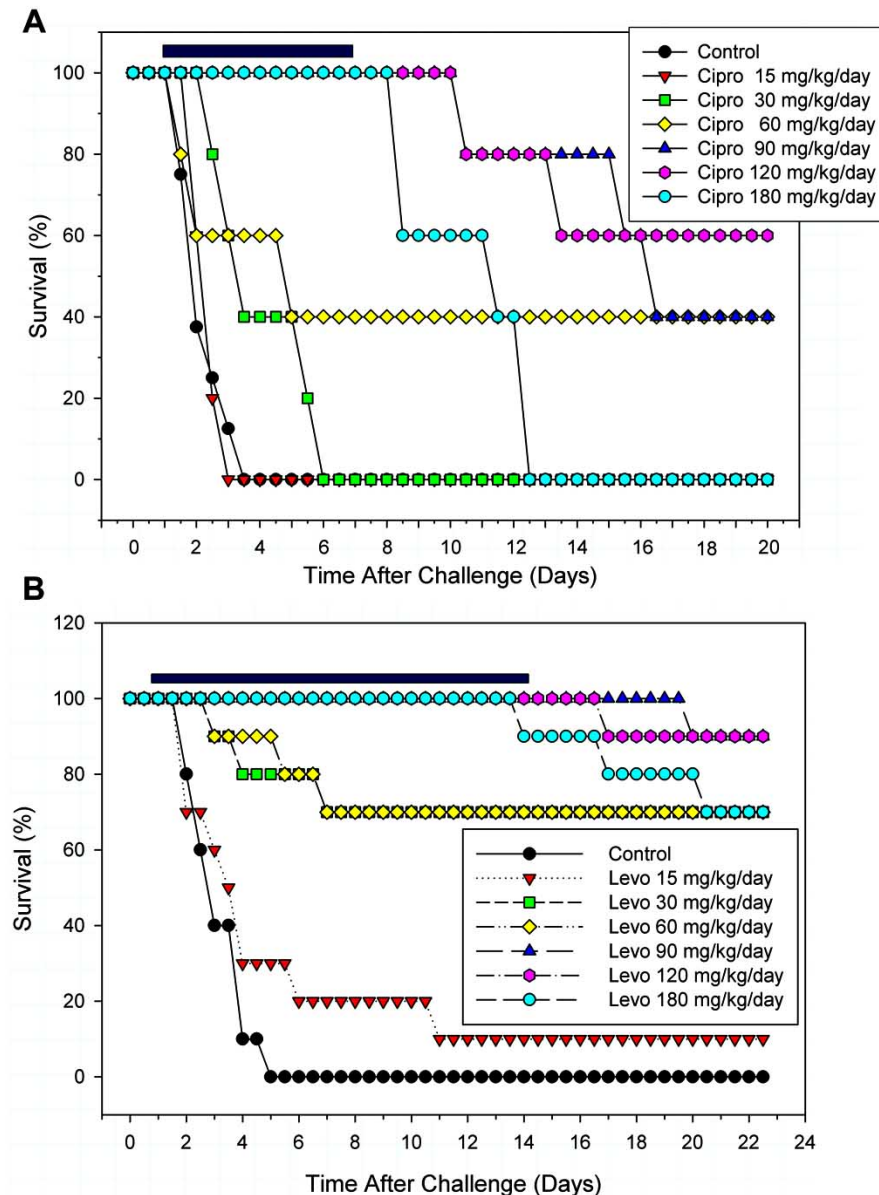 A
Control
Cipro 15 mg/kg/day
Cipro 30 mg/kg/day
Cipro 60 mg/kg/day
Cipro 90 mg/kg/day
Cipro 120 mg/kg/day
Cipro 180 mg/kg/day
100
80
60
40
20
0
Survival (%)
0 2 4 6 8 10 12 14 16 18 20
Time After Challenge (Days)
B
120
100
80
60
40
20
0
Survival (%)
Control
Levo 15 mg/kg/day
Levo 30 mg/kg/day
Levo 60 mg/kg/day
Levo 90 mg/kg/day
Levo 120 mg/kg/day
Levo 180 mg/kg/day
0 2 4 6 8 10 12 14 16 18 20 22 24
Time After Challenge (Days)